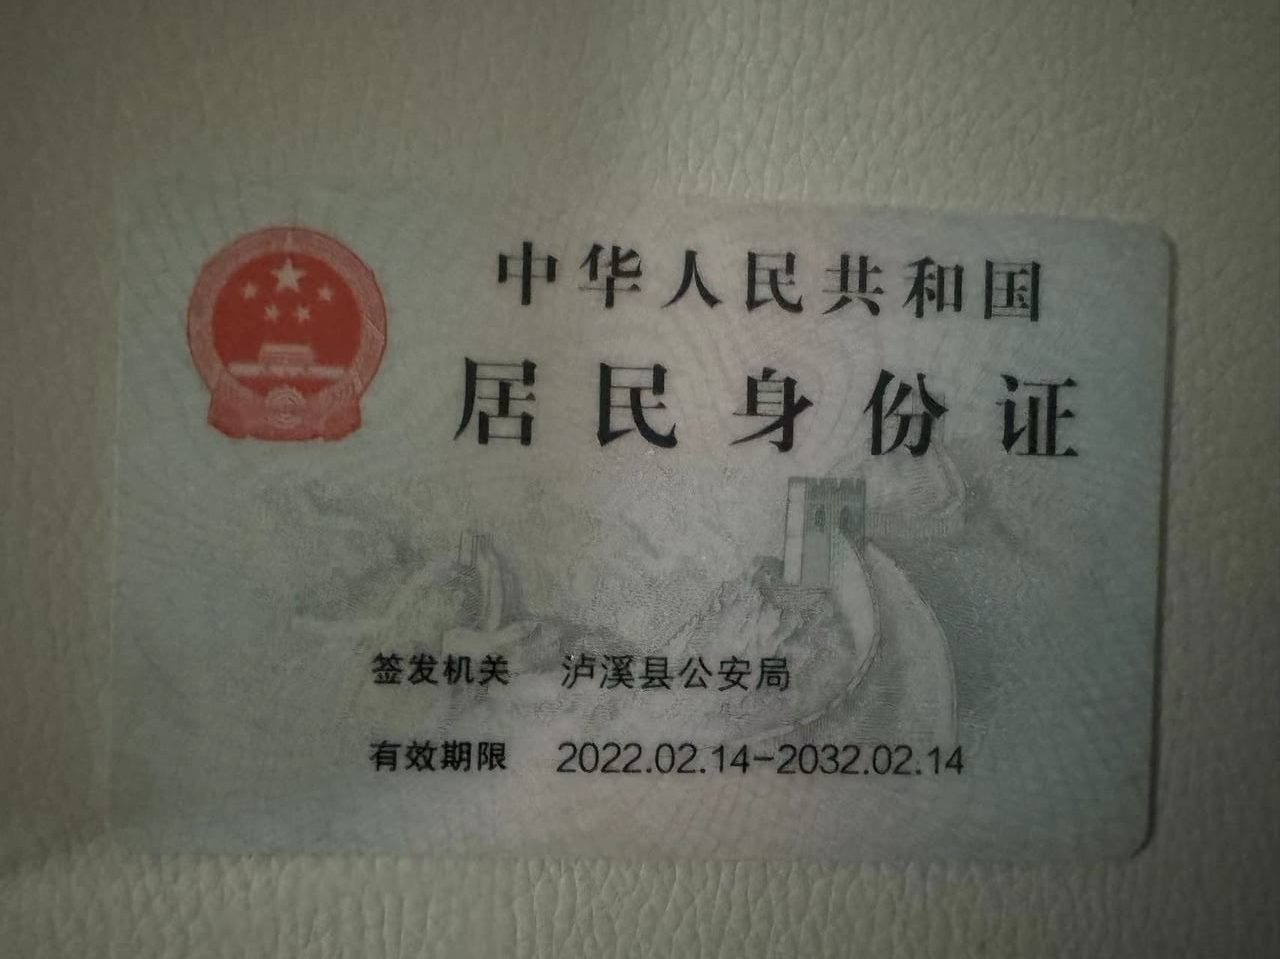 中华人民共和国
居民身份证
签发机关 泸溪县公安局
有效期限 2022.02.14-2032.02.14